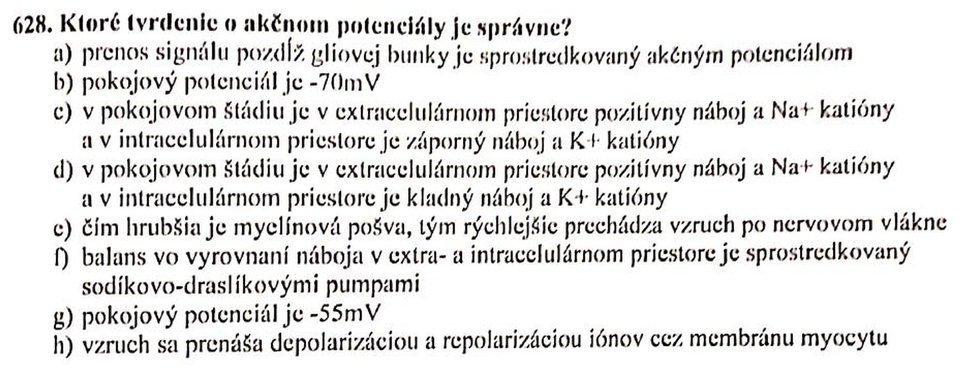 628. Ktoré tvrdenie o akčnom potenciály je správne?
a) prenos signálu pozdĺž gliovej bunky je sprostredkovaný akčným potenciálom
b) pokojový potenciál je -70mV
c) v pokojovom štádiu je v extracelulárnom priestore pozitívny náboj a Na+ katióny
a v intracelulárnom priestore je záporný náboj a K+ katióny
d) v pokojovom štádiu je v extracelulárnom priestore pozitívny náboj a Na+ katióny
a v intracelulárnom priestore je kladný náboj a K+ katióny
e) čím hrubšia je myelínová pošva, tým rýchlejšie prechádza vzruch po nervovom vlákne
f) balans vo vyrovnaní náboja v extra- a intracelulárnom priestore je sprostredkovaný
sodíkovo-draslíkovými pumpami
g) pokojový potenciál je -55mV
h) vzruch sa prenáša depolarizáciou a repolarizáciou iónov cez membránu myocytu